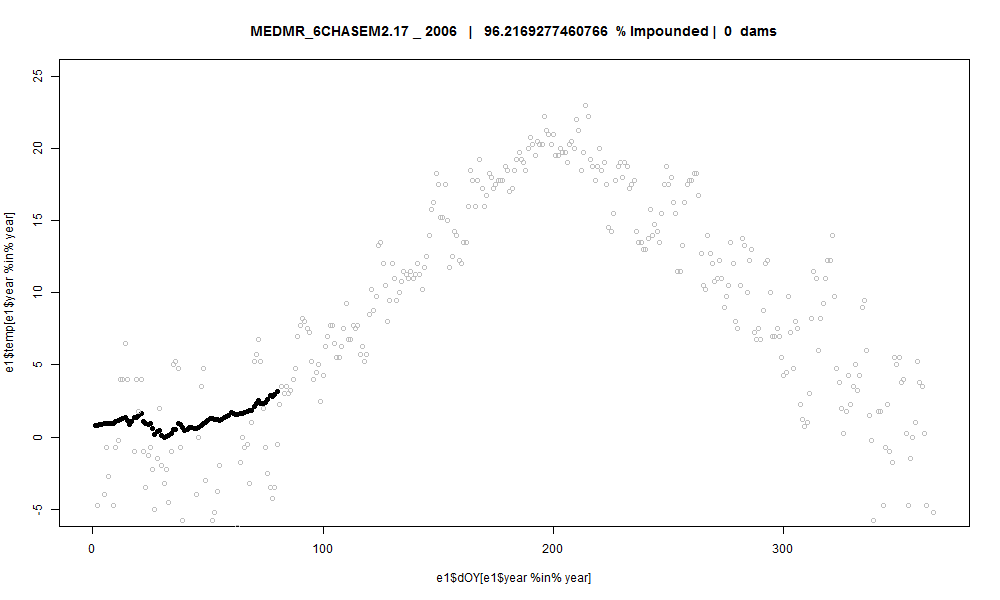 MEDMR_6CHASEM2.17 _ 2006 | 96.2169277460766 % Impounded | 0 dams
e1$temp[e1$year %in% year]
25
20
15
10
5
0
-5
0 100 200 300
e1$dOY[e1$year %in% year]